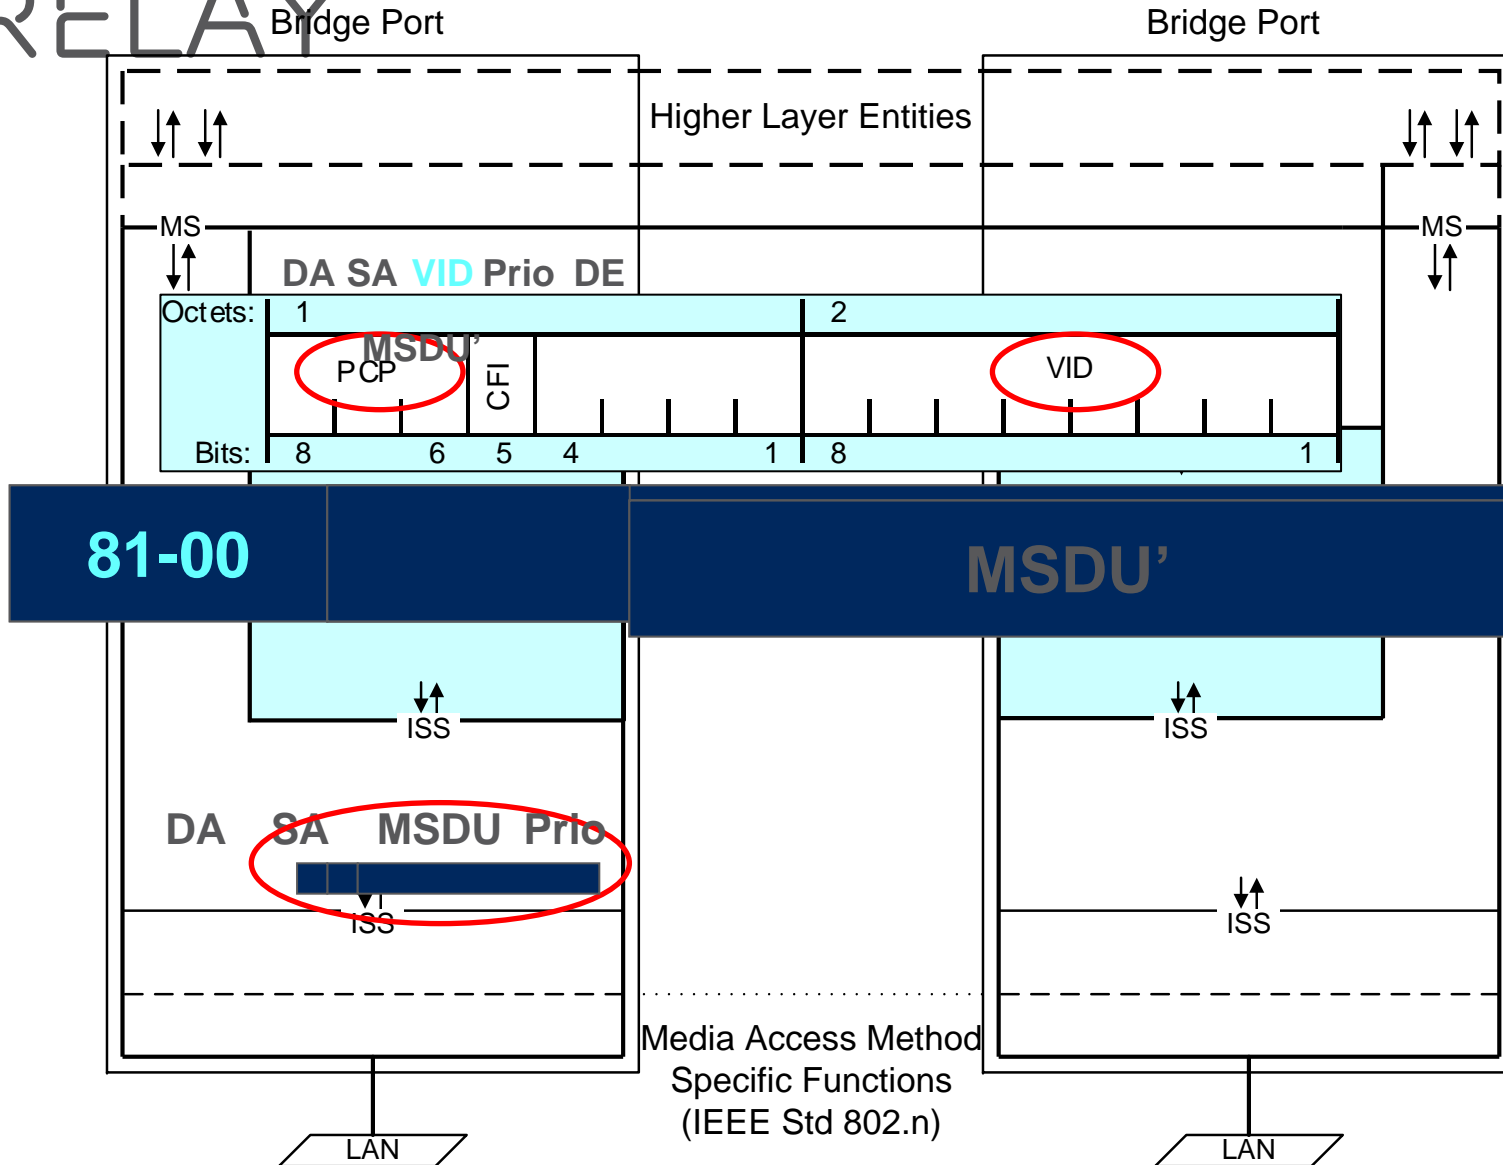 RELAY
Bridge Port
Bridge Port
Higher Layer Entities
MS
MS
DA SA VID Prio DE
Octets: 1 2
MSDU’
PCP CFI VID
Bits: 8 6 5 4 1 8 1
81-00
MSDU’
ISS
ISS
DA SA MSDU Prio
ISS
ISS
Media Access Method
Specific Functions
(IEEE Std 802.n)
LAN
LAN